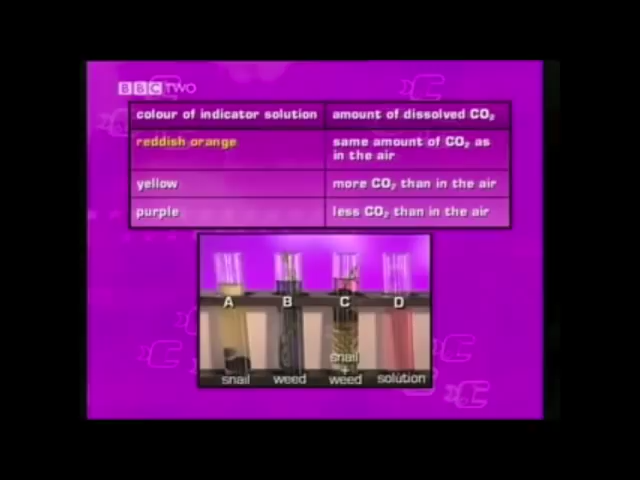 BBC TWO
colour of indicator solution amount of dissolved CO₂
reddish orange same amount of CO₂ as
in the air
yellow more CO₂ than in the air
purple less CO₂ than in the air
A B C D
snail weed snail + weed solution